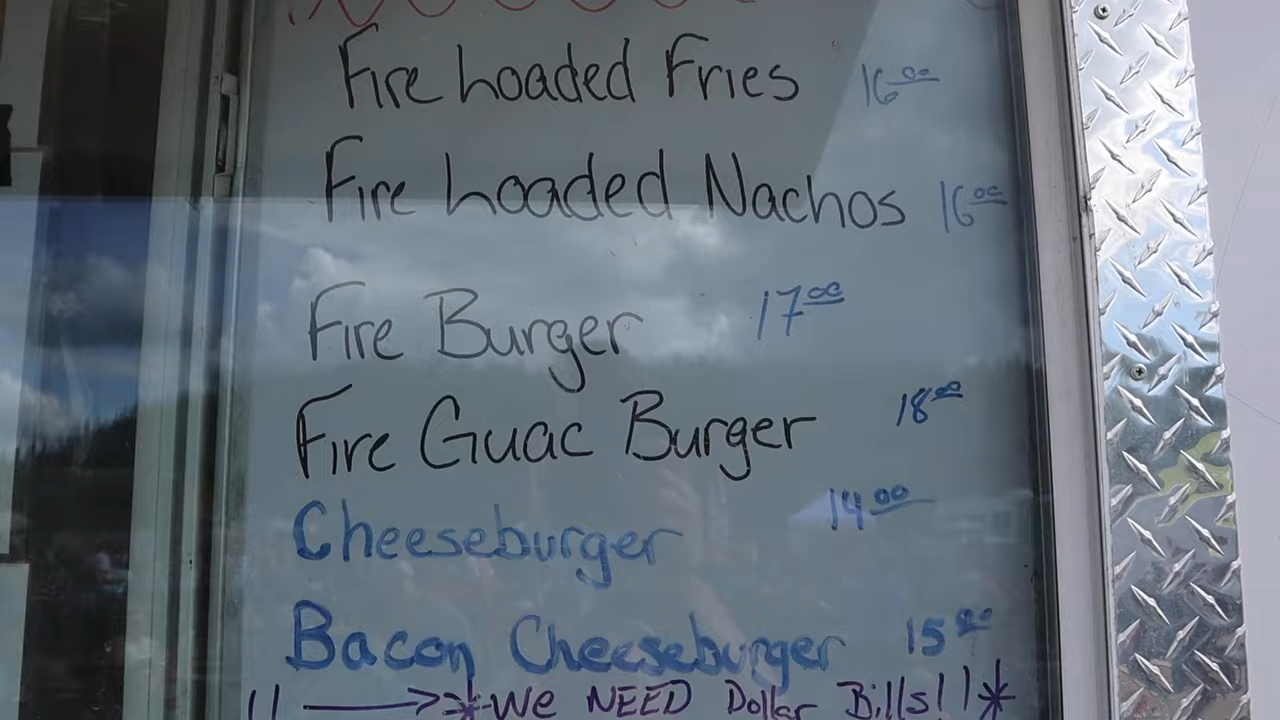 Fire Loaded Fries 16 00
Fire Loaded Nachos 16 00
Fire Burger 17 00
Fire Guac Burger 18 00
Cheeseburger 14 00
Bacon Cheeseburger 15 00
!! → *We NEED Dollar Bills!!*